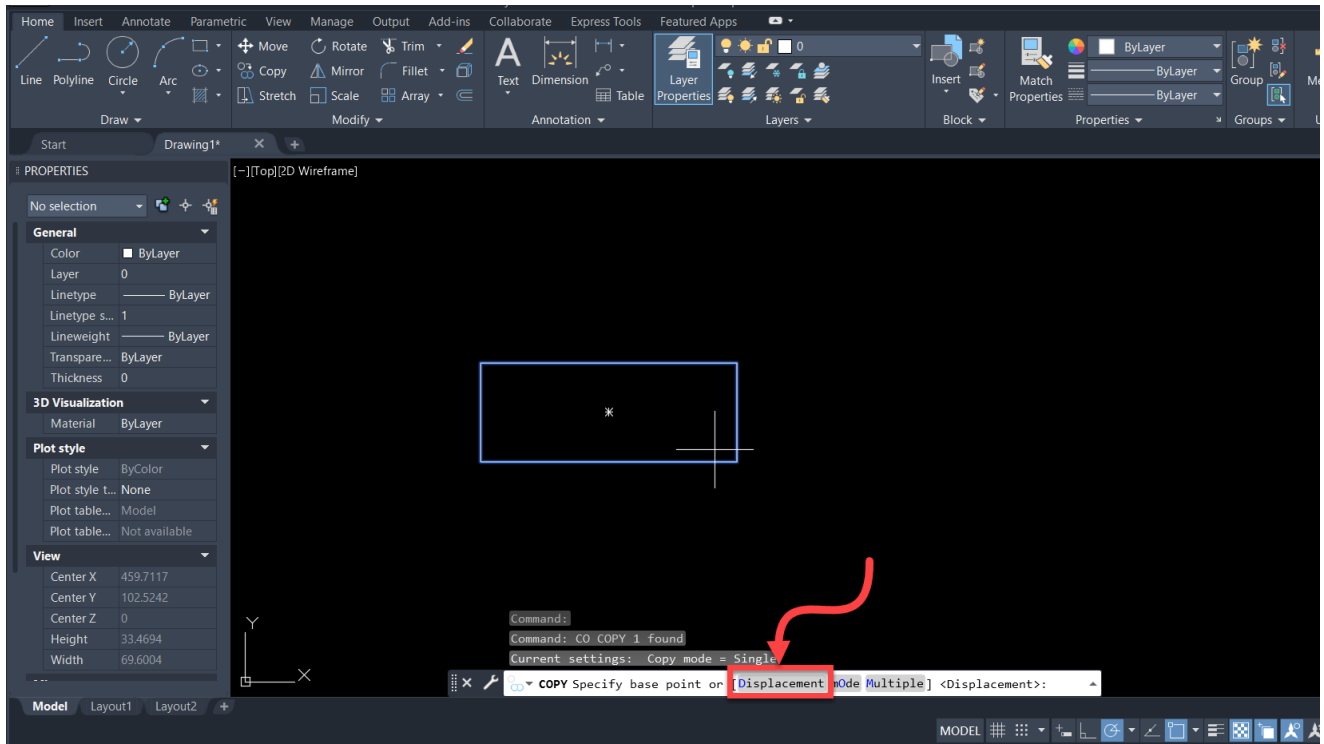 Home Insert Annotate Parametric View Manage Output Add-ins Collaborate Express Tools Featured Apps
Line Polyline Circle Arc
Draw
Move Rotate Trim
Copy Mirror Fillet
Stretch Scale Array
Modify
Text Dimension
Table
Annotation
Layer
Properties
0
Layers
Insert
Block
Match
Properties
ByLayer
ByLayer
ByLayer
Properties
Group
Groups
Start Drawing1*
PROPERTIES
[−][Top][2D Wireframe]
No selection
General
Color ByLayer
Layer 0
Linetype ByLayer
Linetype s... 1
Lineweight ByLayer
Transpare... ByLayer
Thickness 0
3D Visualization
Material ByLayer
Plot style
Plot style ByColor
Plot style t... None
Plot table... Model
Plot table... Not available
View
Center X 459.7117
Center Y 102.5242
Center Z 0
Height 33.4694
Width 69.6004
Y
X
Command:
Command: CO COPY 1 found
Current settings: Copy mode = Single
COPY Specify base point or [Displacement mOde Multiple] <Displacement>:
Model Layout1 Layout2 +
MODEL